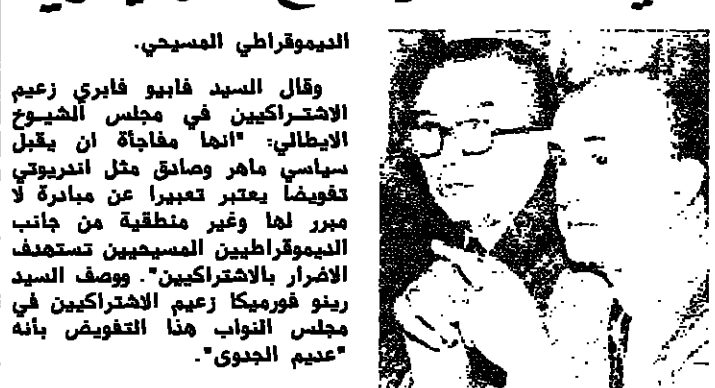 الديموقراطي المسيحي.
وقال السيد فابيو فابري زعيم
الاشتراكيين في مجلس الشيوخ
الايطالي: "انها مفاجأة ان يقبل
سياسي ماهر وصادق مثل اندريوتي
تفويضا يعتبر تعبيرا عن مبادرة لا
مبرر لها وغير منطقية من جانب
الديموقراطيين المسيحيين تستهدف
الاضرار بالاشتراكيين". ووصف السيد
رينو فورميكا زعيم الاشتراكيين في
مجلس النواب هذا التفويض بأنه
"عديم الجدوى".